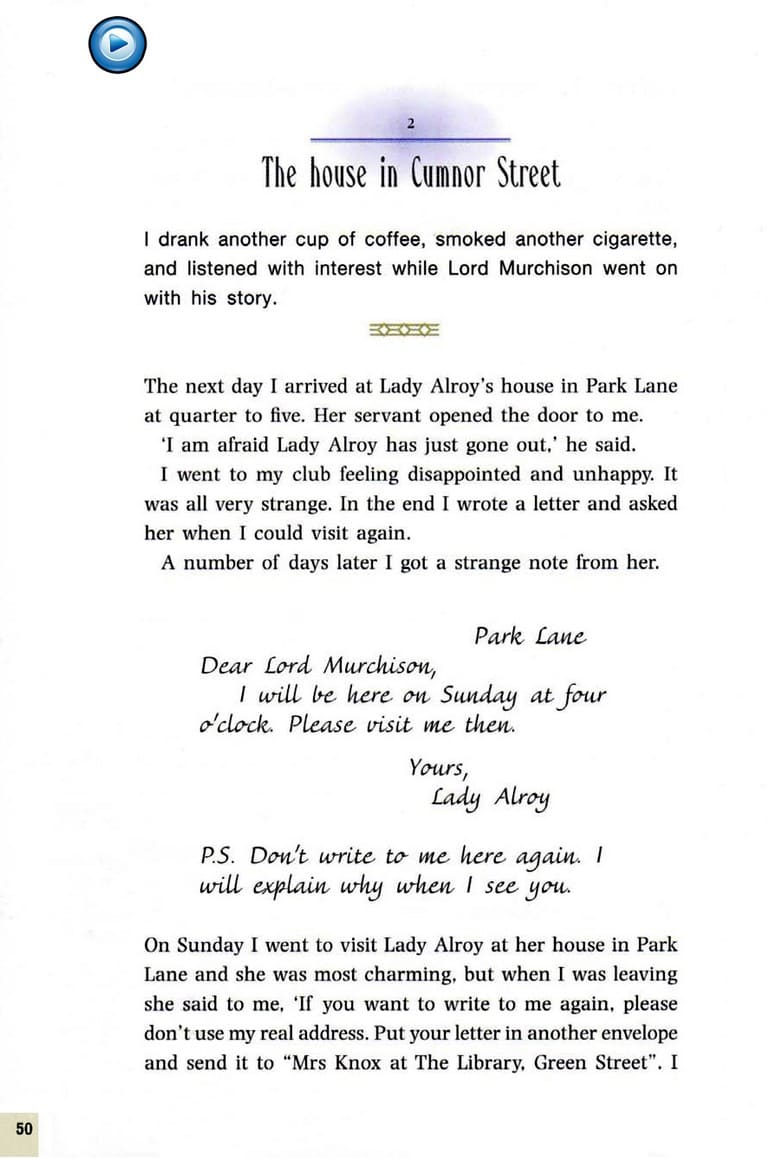 2
The house in Cumnor Street
I drank another cup of coffee, smoked another cigarette,
and listened with interest while Lord Murchison went on
with his story.
The next day I arrived at Lady Alroy's house in Park Lane
at quarter to five. Her servant opened the door to me.
‘I am afraid Lady Alroy has just gone out,’ he said.
I went to my club feeling disappointed and unhappy. It
was all very strange. In the end I wrote a letter and asked
her when I could visit again.
A number of days later I got a strange note from her.
Park Lane
Dear Lord Murchison,
I will be here on Sunday at four
o'clock. Please visit me then.
Yours,
Lady Alroy
P.S. Don't write to me here again. I
will explain why when I see you.
On Sunday I went to visit Lady Alroy at her house in Park
Lane and she was most charming, but when I was leaving
she said to me, ‘If you want to write to me again, please
don't use my real address. Put your letter in another envelope
and send it to “Mrs Knox at The Library, Green Street”. I
50